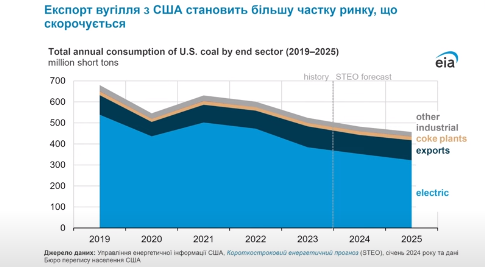 Експорт вугілля з США становить більшу частку ринку, що
скорочується
Total annual consumption of U.S. coal by end sector (2019–2025)
million short tons
eia
history STEO forecast
700
600
500
400
300
200
100
0
other
industrial
coke plants
exports
electric
2019 2020 2021 2022 2023 2024 2025
Джерело даних: Управління енергетичної інформації США, Короткостроковий енергетичний прогноз (STEO), січень 2024 року та дані
Бюро перепису населення США